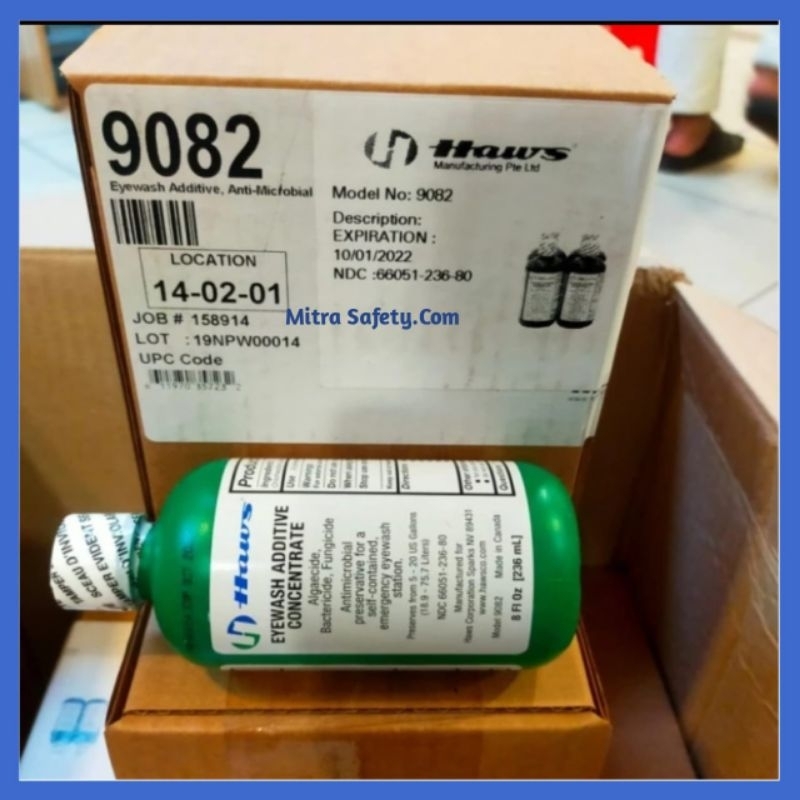 9082
Eyewash Additive, Anti-Microbial
LOCATION
14-02-01
JOB # 158914
LOT : 19NPW00014
UPC Code
Haws
Manufacturing Pte Ltd
Model No: 9082
Description:
EXPIRATION :
10/01/2022
NDC :66051-236-80
Mitra Safety.Com
Haws
EYEWASH ADDITIVE
CONCENTRATE
Algaecide,
Bactericide, Fungicide
Antimicrobial
preservative for a
self-contained,
emergency eyewash
station.
Preserves from 5 - 20 US Gallons
(18.9 - 75.7 Liters)
NDC 66051-236-80
Manufactured for
Haws Corporation Sparks NV 89431
www.hawsco.com
Model 9082 Made in Canada
8 Fl Oz [236 mL]